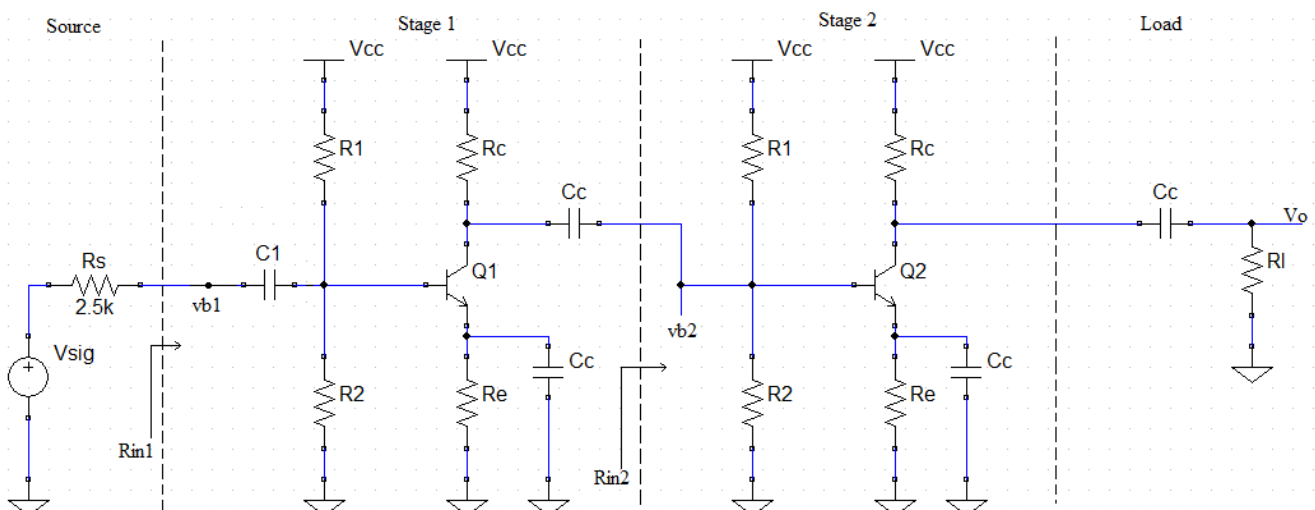 Source
Stage 1
Stage 2
Load
Vcc
Vcc
Vcc
Vcc
R1
Rc
R1
Rc
Cc
Cc
Vo
Rs
2.5k
C1
Q1
Q2
Rl
vb1
vb2
Vsig
Cc
Cc
R2
Re
R2
Re
Rin1
Rin2